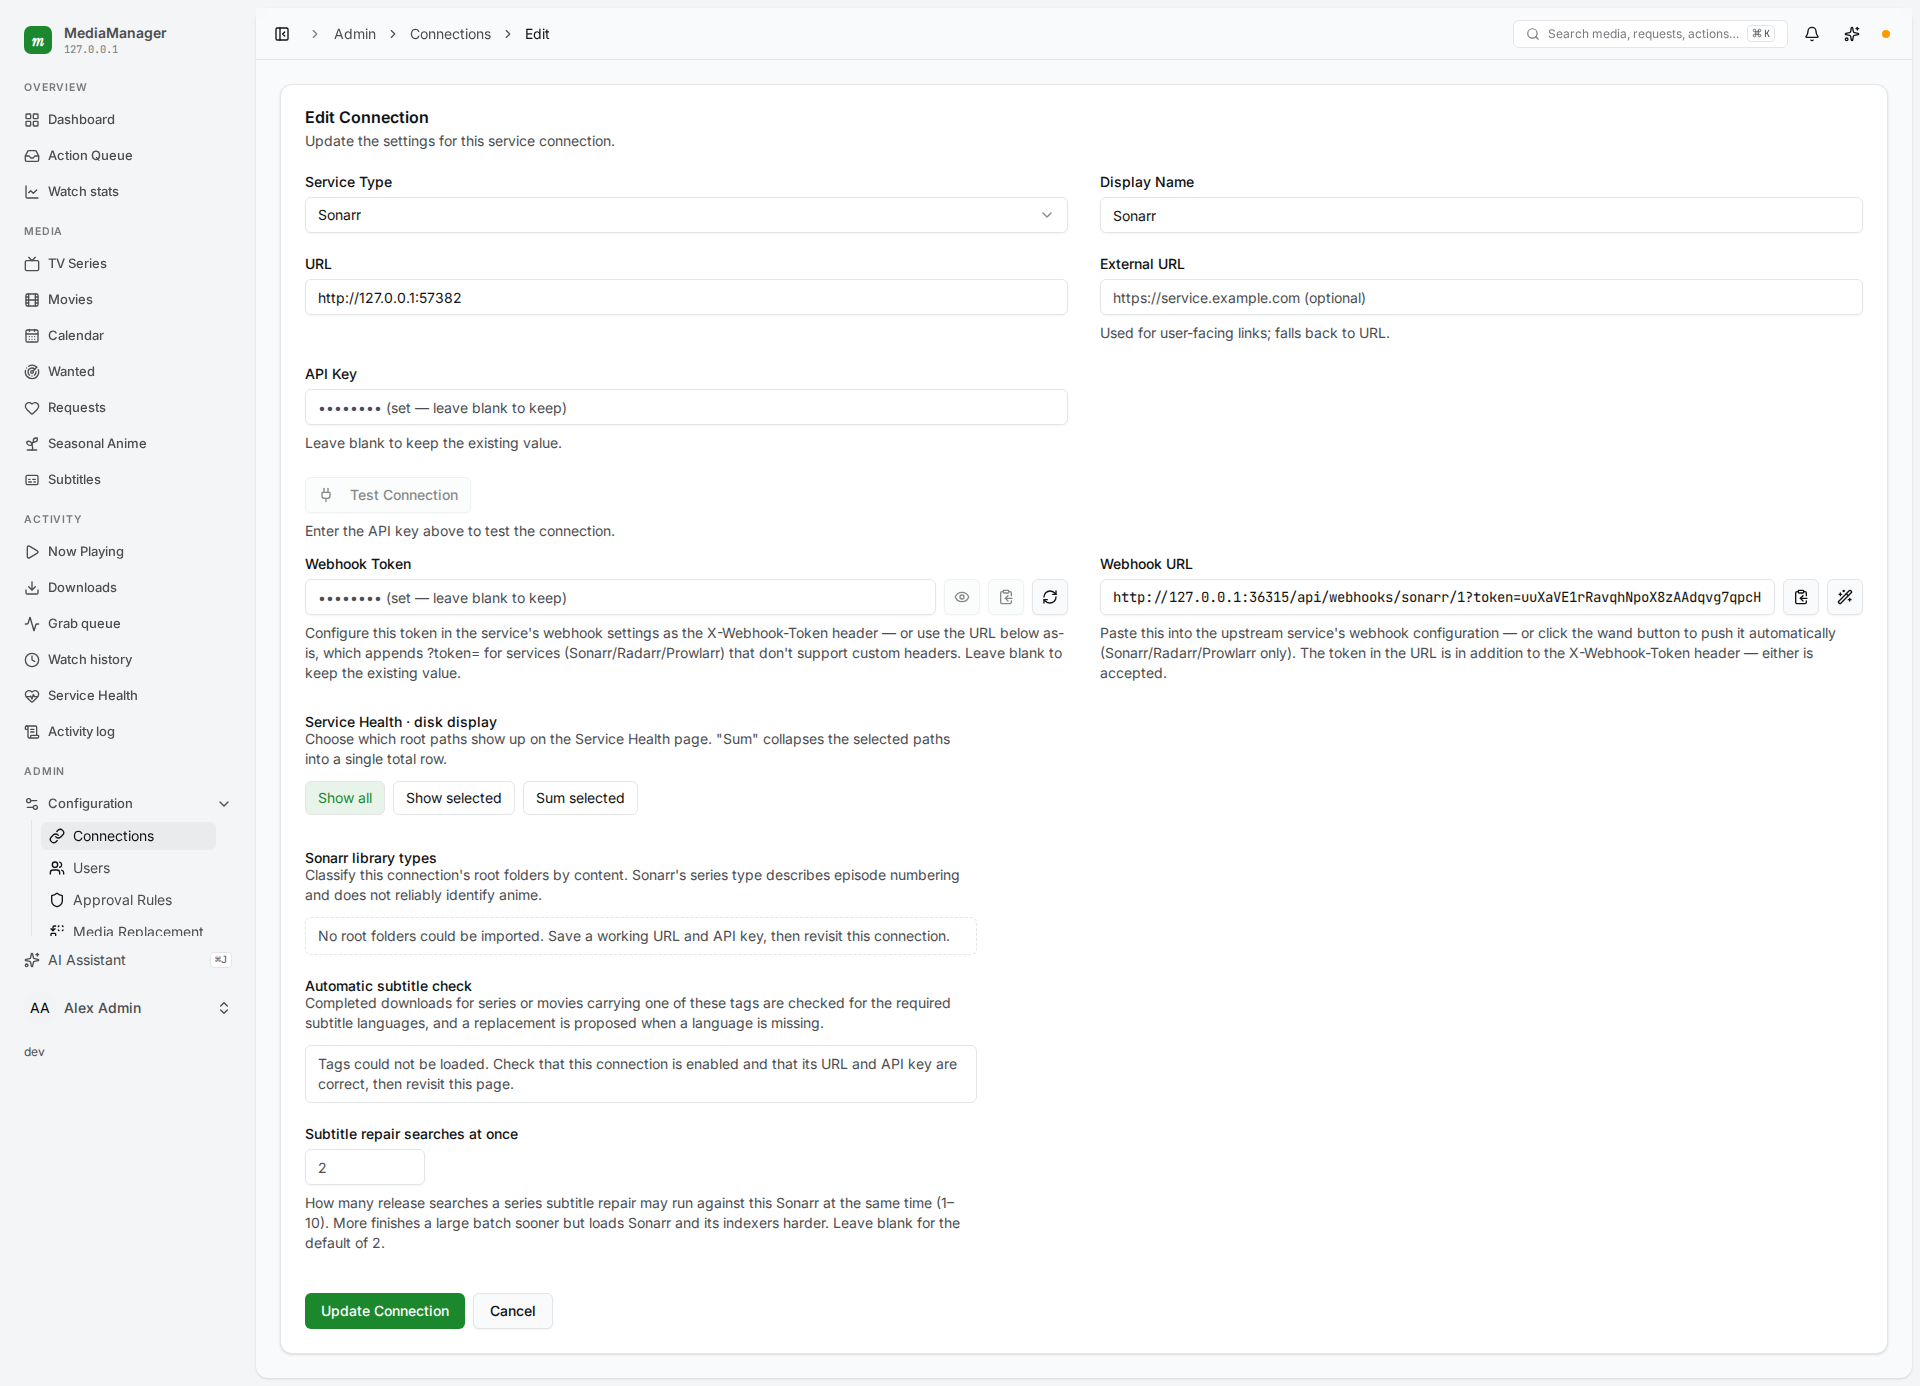 m
MediaManager
127.0.0.1
OVERVIEW
Dashboard
Action Queue
Watch stats
MEDIA
TV Series
Movies
Calendar
Wanted
Requests
Seasonal Anime
Subtitles
ACTIVITY
Now Playing
Downloads
Grab queue
Watch history
Service Health
Activity log
ADMIN
Configuration
Connections
Users
Approval Rules
Media Replacement
AI Assistant
⌘J
AA Alex Admin
dev
Admin > Connections > Edit
Search media, requests, actions... ⌘K
Edit Connection
Update the settings for this service connection.
Service Type
Sonarr
Display Name
Sonarr
URL
http://127.0.0.1:57382
External URL
https://service.example.com (optional)
Used for user-facing links; falls back to URL.
API Key
•••••••• (set — leave blank to keep)
Leave blank to keep the existing value.
Test Connection
Enter the API key above to test the connection.
Webhook Token
•••••••• (set — leave blank to keep)
Configure this token in the service's webhook settings as the X-Webhook-Token header — or use the URL below as-
is, which appends ?token= for services (Sonarr/Radarr/Prowlarr) that don't support custom headers. Leave blank to
keep the existing value.
Webhook URL
http://127.0.0.1:36315/api/webhooks/sonarr/1?token=uuXaVE1rRavqhNpoX8zAAdqvg7qpcH
Paste this into the upstream service's webhook configuration — or click the wand button to push it automatically
(Sonarr/Radarr/Prowlarr only). The token in the URL is in addition to the X-Webhook-Token header — either is
accepted.
Service Health · disk display
Choose which root paths show up on the Service Health page. "Sum" collapses the selected paths
into a single total row.
Show all
Show selected
Sum selected
Sonarr library types
Classify this connection's root folders by content. Sonarr's series type describes episode numbering
and does not reliably identify anime.
No root folders could be imported. Save a working URL and API key, then revisit this connection.
Automatic subtitle check
Completed downloads for series or movies carrying one of these tags are checked for the required
subtitle languages, and a replacement is proposed when a language is missing.
Tags could not be loaded. Check that this connection is enabled and that its URL and API key are
correct, then revisit this page.
Subtitle repair searches at once
2
How many release searches a series subtitle repair may run against this Sonarr at the same time (1–
10). More finishes a large batch sooner but loads Sonarr and its indexers harder. Leave blank for the
default of 2.
Update Connection
Cancel